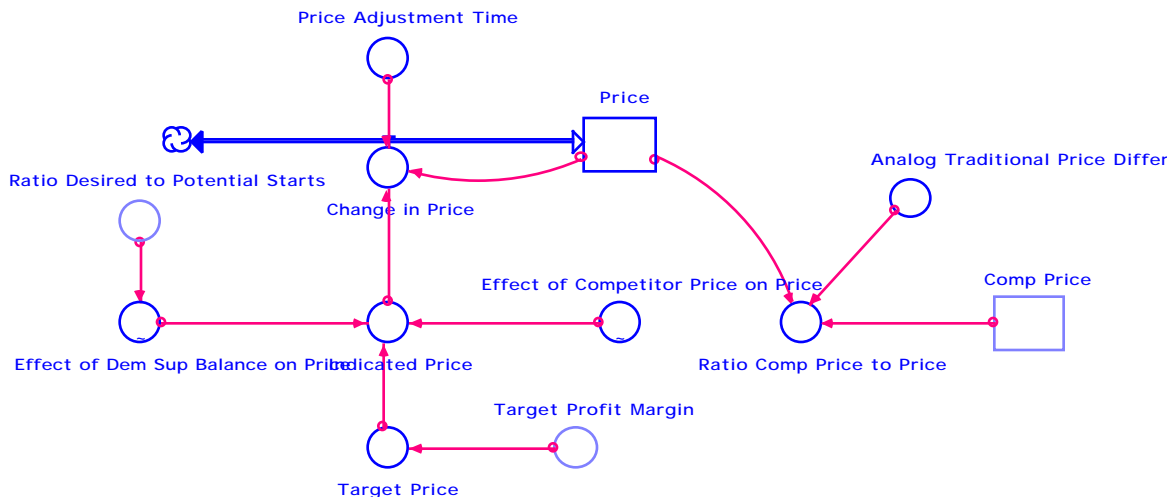 Price Adjustment Time
Price
Analog Traditional Price Differ
Ratio Desired to Potential Starts
Change in Price
Effect of Competitor Price on Price
Comp Price
~
~
Effect of Dem Sup Balance on Price
Indicated Price
Ratio Comp Price to Price
Target Profit Margin
Target Price